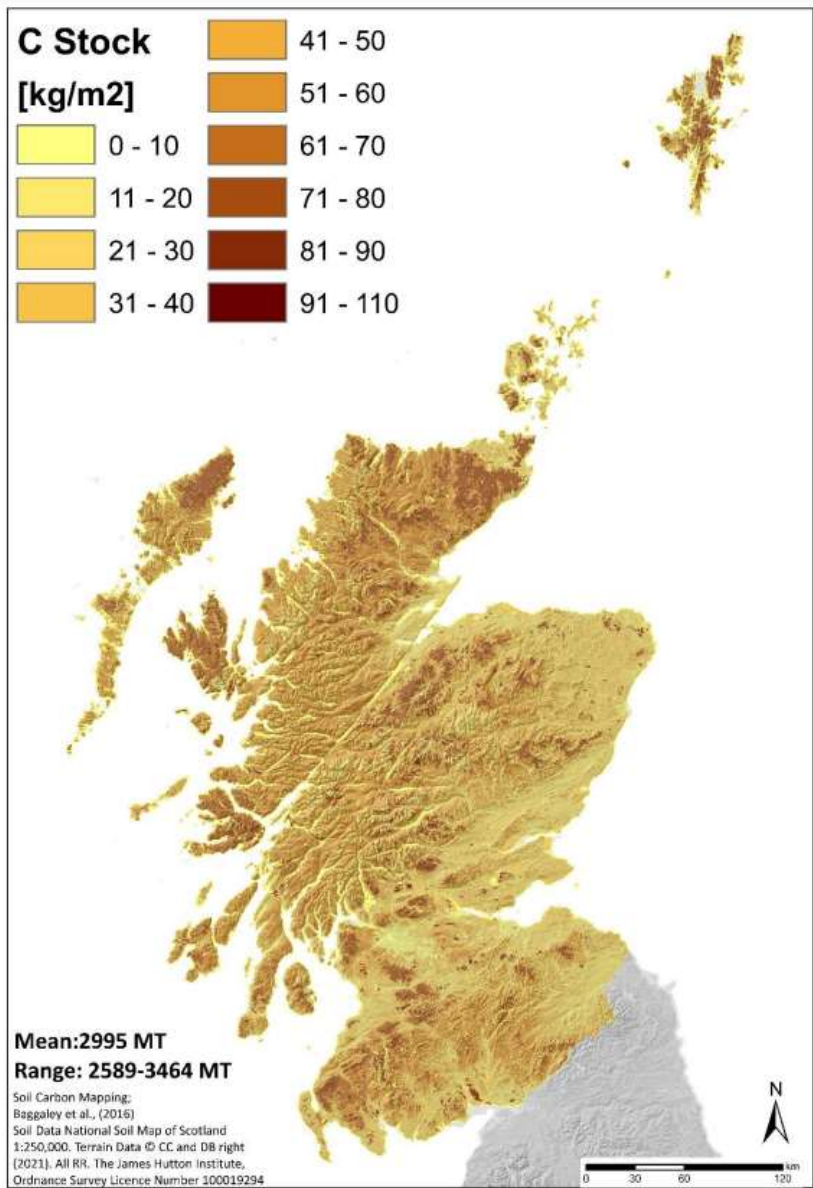 C Stock
[kg/m2]
0 - 10
11 - 20
21 - 30
31 - 40
41 - 50
51 - 60
61 - 70
71 - 80
81 - 90
91 - 110
Mean:2995 MT
Range: 2589-3464 MT
Soil Carbon Mapping;
Baggaley et al., (2016)
Soil Data National Soil Map of Scotland
1:250,000. Terrain Data © CC and DB right
(2021). All RR. The James Hutton Institute,
Ordnance Survey Licence Number 100019294
N
km
0 30 60 120